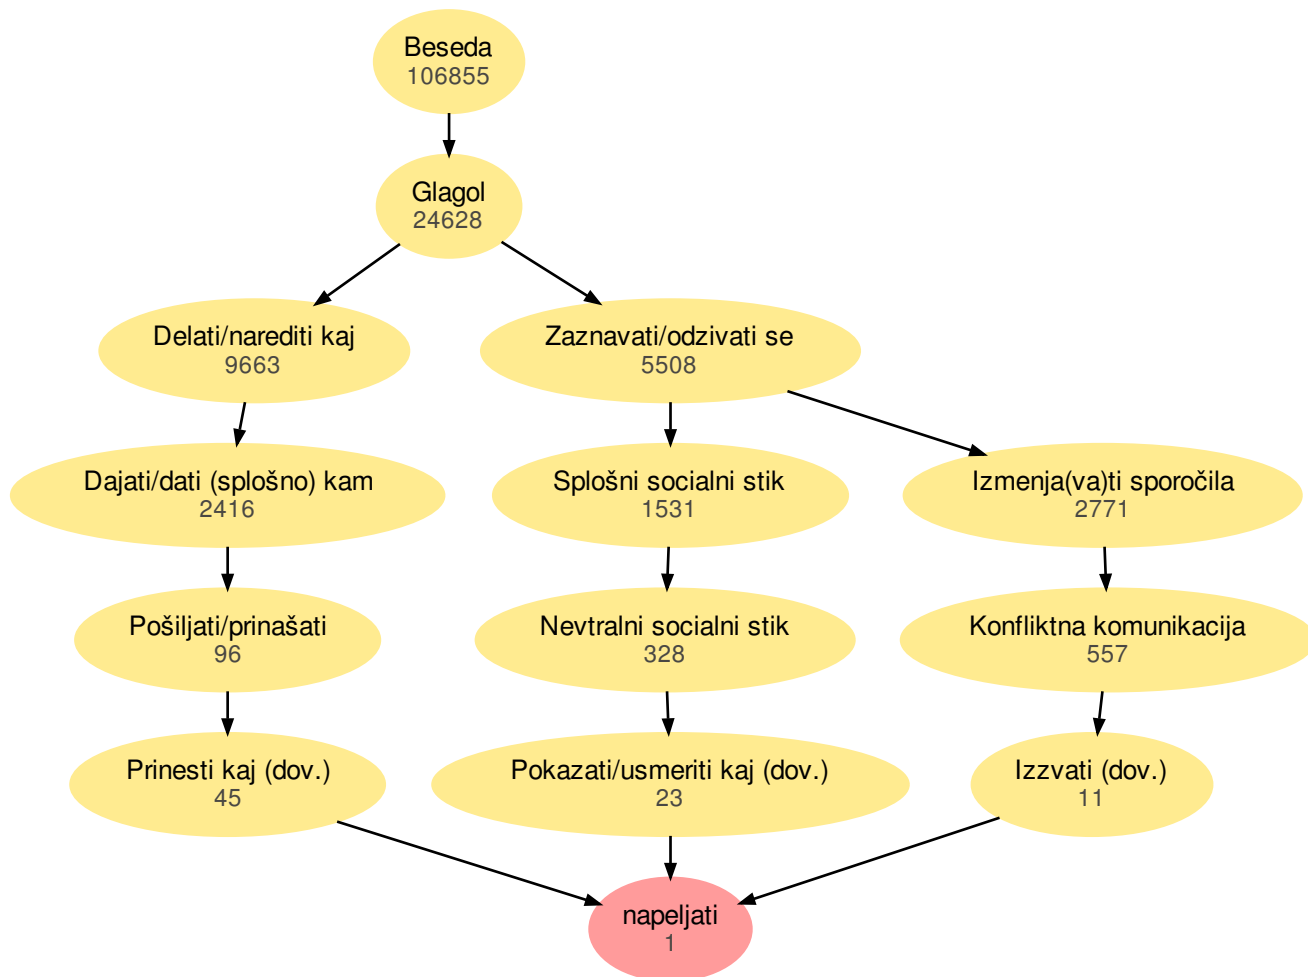 Beseda
106855
Glagol
24628
Delati/narediti kaj
9663
Zaznavati/odzivati se
5508
Dajati/dati (splošno) kam
2416
Splošni socialni stik
1531
Izmenja(va)ti sporočila
2771
Pošiljati/prinašati
96
Nevtralni socialni stik
328
Konfliktna komunikacija
557
Prinesti kaj (dov.)
45
Pokazati/usmeriti kaj (dov.)
23
Izzvati (dov.)
11
napeljati
1